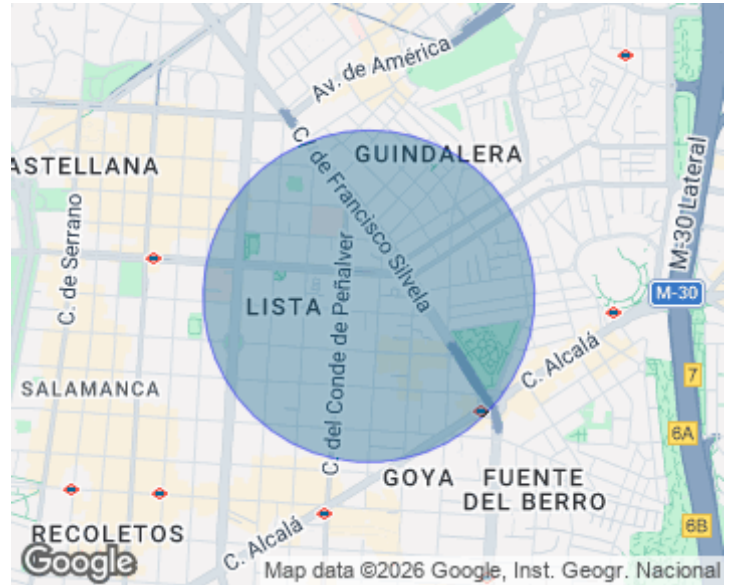 Av. de América
C. de Francisco Silvela
GUINDALERA
ASTELLANA
M-30 Lateral
C. de Serrano
C. del Conde de Peñalver
LISTA
M-30
C. Alcalá
7
SALAMANCA
6A
GOYA
FUENTE
DEL BERRO
6B
RECOLETOS
C. Alcalá
Google
Map data ©2026 Google, Inst. Geogr. Nacional